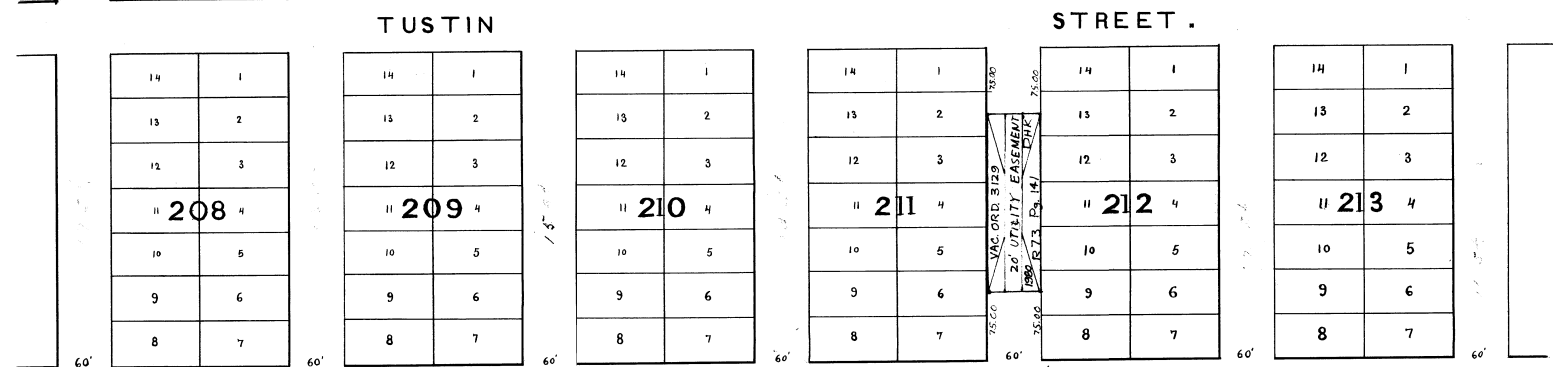 TUSTIN STREET.
14 1 14 1 14 1 14 1 14 1 14 1
75.00 75.00
13 2 13 2 13 2 13 2 13 2 13 2
12 3 12 3 12 3 12 3 12 3 12 3
11 208 4 11 209 4 11 210 4 11 211 4 11 212 4 11 213 4
VAC. ORD. 3129
20' UTILITY EASEMENT
1980 R73 Pg. 141
DHK
10 5 10 5 10 5 10 5 10 5 10 5
9 6 9 6 9 6 9 6 9 6 9 6
75.00 75.00
8 7 8 7 8 7 8 7 8 7 8 7
60' 60' 60' 60' 60' 60' 60'